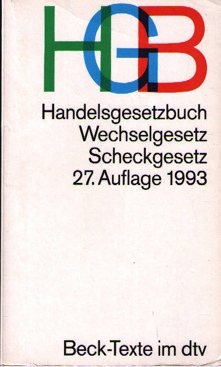 HGB
Handelsgesetzbuch
Wechselgesetz
Scheckgesetz
27. Auflage 1993
Beck-Texte im dtv